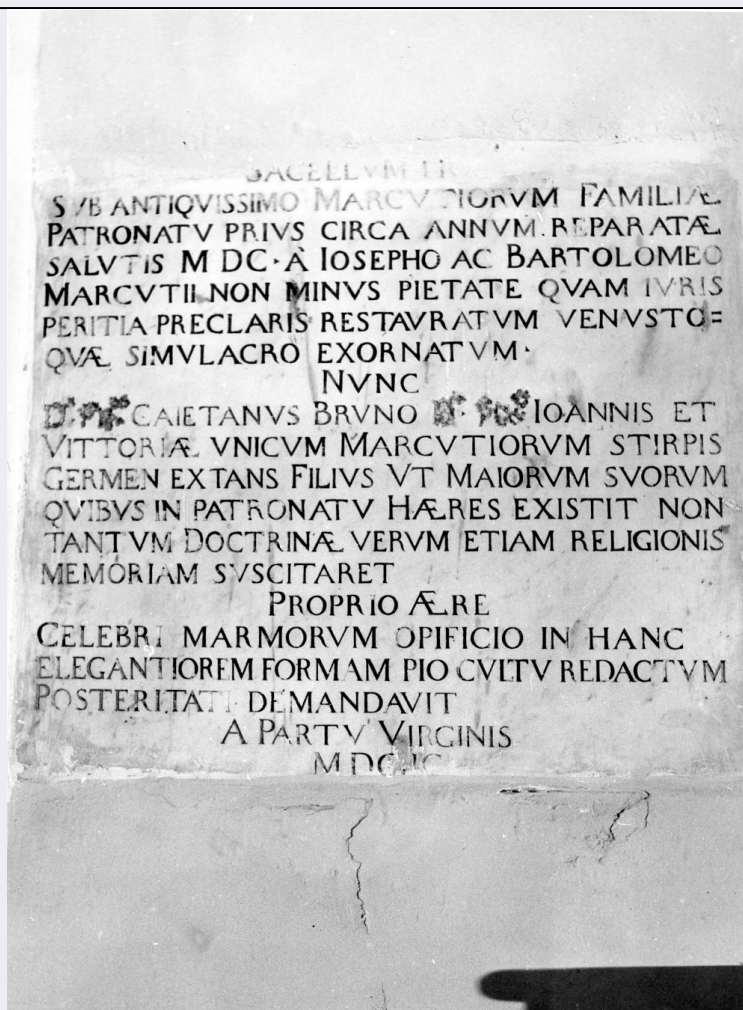 SACELLVM
SVB ANTIQVISSIMO MARCVTIORVM FAMILIÆ
PATRONATV PRIVS CIRCA ANNVM REPARATÆ
SALVTIS M DC · À IOSEPHO AC BARTOLOMEO
MARCVTII NON MINVS PIETATE QVAM IVRIS
PERITIA PRECLARIS RESTAVRATVM VENVSTO=
QVÆ SIMVLACRO EXORNATVM ·
NVNC
CAIETANVS BRVNO IOANNIS ET
VITTORIÆ VNICVM MARCVTIORVM STIRPIS
GERMEN EXTANS FILIVS VT MAIORVM SVORVM
QVIBVS IN PATRONATV HÆRES EXISTIT NON
TANTVM DOCTRINÆ VERVM ETIAM RELIGIONIS
MEMORIAM SVSCITARET
PROPRIO ÆRE
CELEBRI MARMORVM OPIFICIO IN HANC
ELEGANTIOREM FORMAM PIO CVLTV REDACTVM
POSTERITATI DEMANDAVIT
A PARTV VIRGINIS